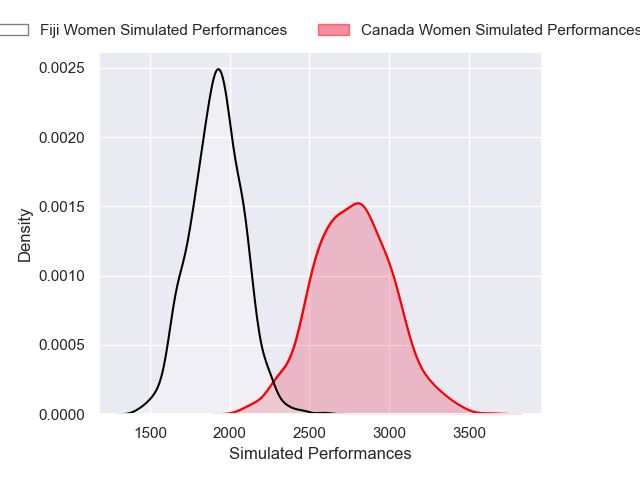 Fiji Women Simulated Performances
Canada Women Simulated Performances
0.0025
0.0020
0.0015
0.0010
0.0005
0.0000
Density
1500 2000 2500 3000 3500
Simulated Performances